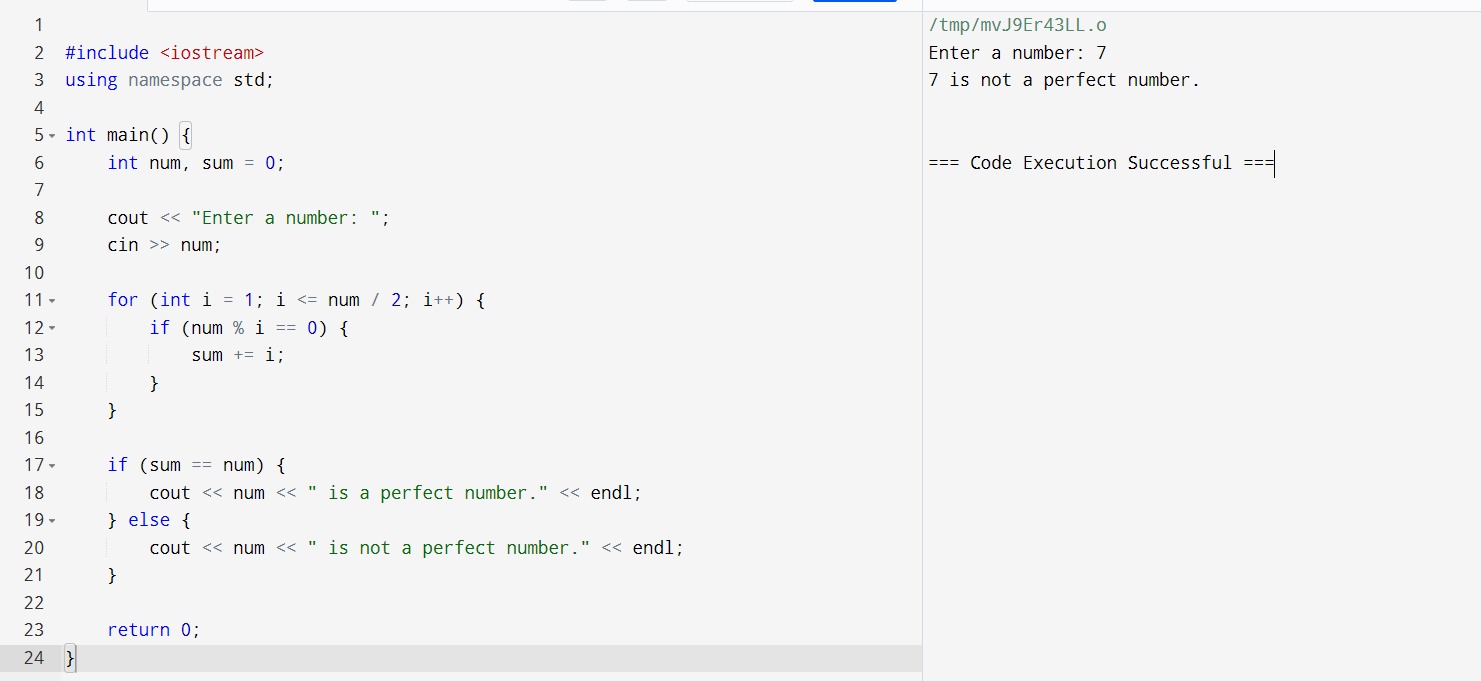 1
2 #include <iostream>
3 using namespace std;
4
5 int main() {
6     int num, sum = 0;
7
8     cout << "Enter a number: ";
9     cin >> num;
10
11     for (int i = 1; i <= num / 2; i++) {
12         if (num % i == 0) {
13             sum += i;
14         }
15     }
16
17     if (sum == num) {
18         cout << num << " is a perfect number." << endl;
19     } else {
20         cout << num << " is not a perfect number." << endl;
21     }
22
23     return 0;
24 }
/tmp/mvJ9Er43LL.o
Enter a number: 7
7 is not a perfect number.
=== Code Execution Successful ===